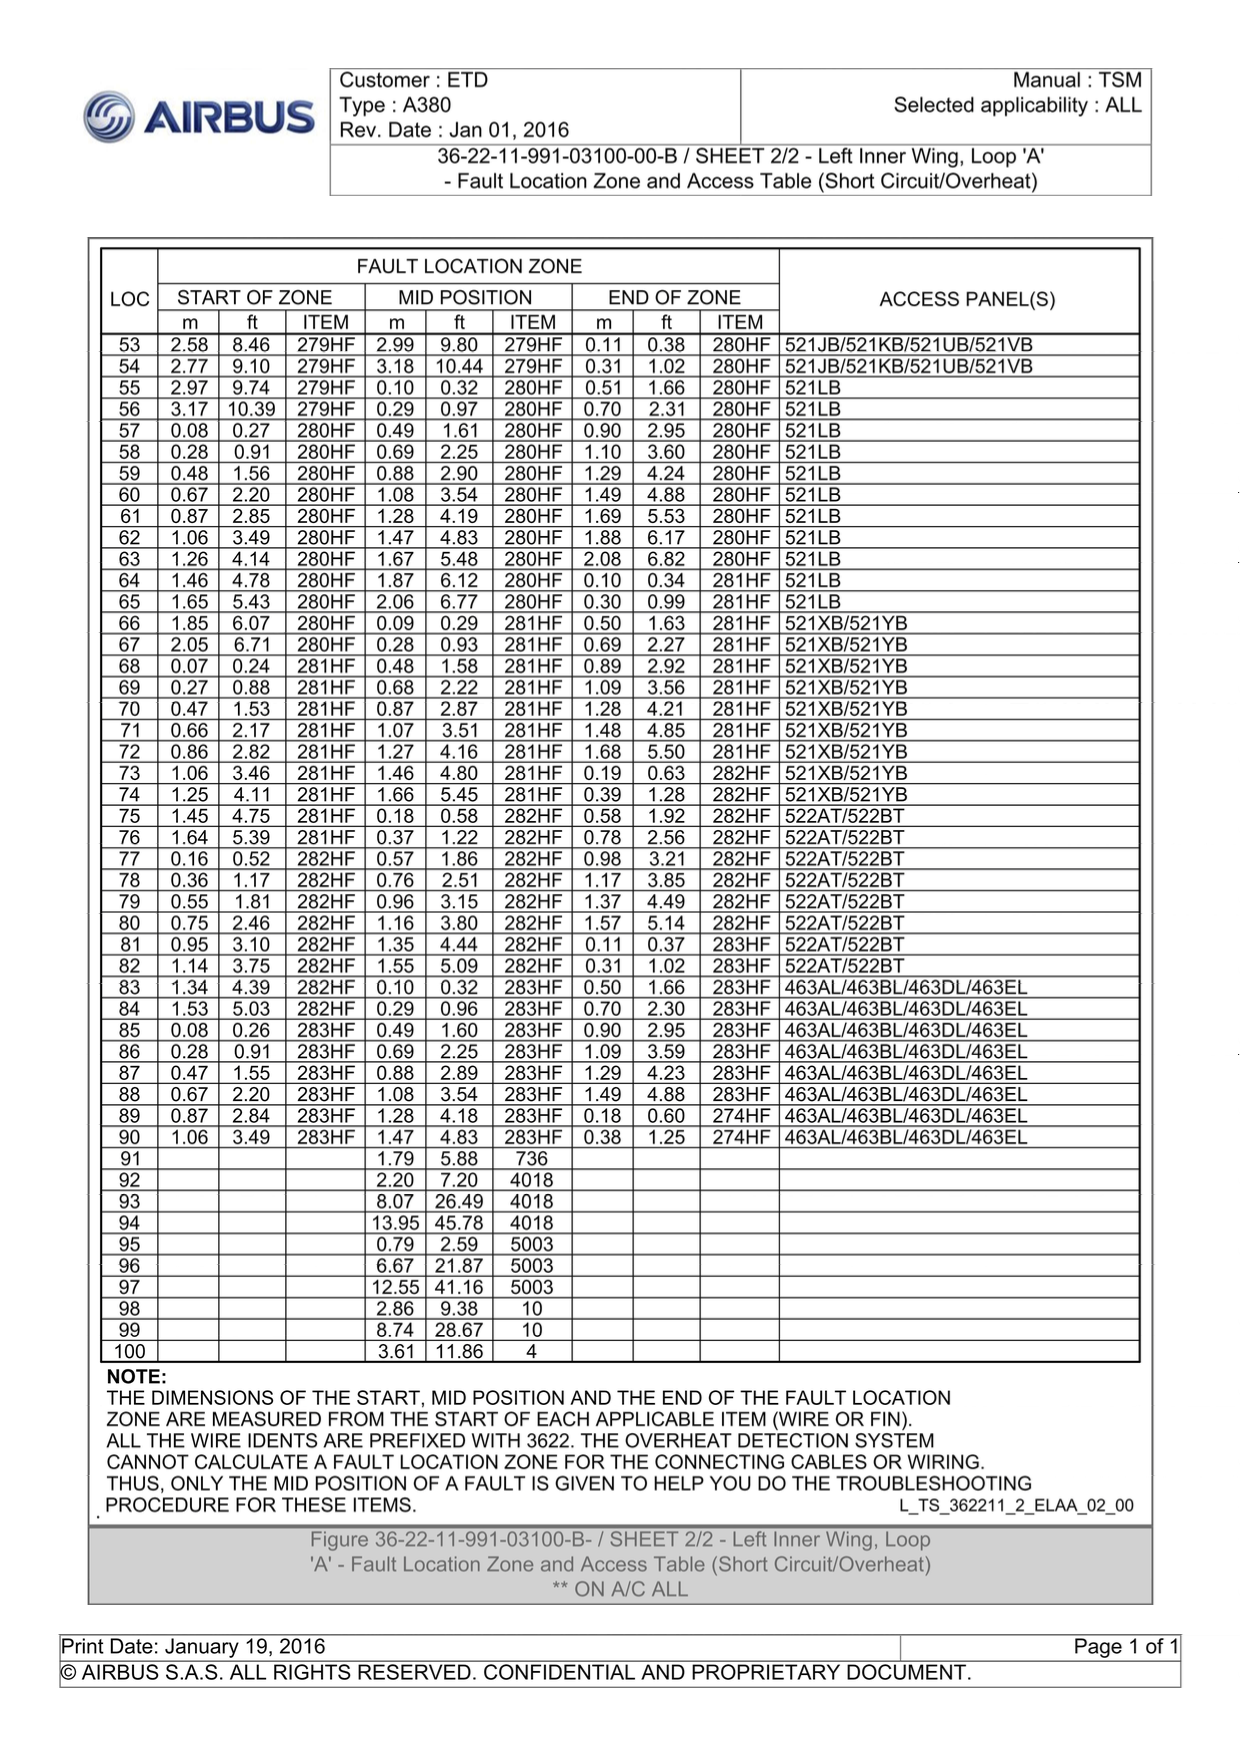 AIRBUS
Customer : ETD
Type : A380
Rev. Date : Jan 01, 2016
Manual : TSM
Selected applicability : ALL
36-22-11-991-03100-00-B / SHEET 2/2 - Left Inner Wing, Loop 'A'
- Fault Location Zone and Access Table (Short Circuit/Overheat)
FAULT LOCATION ZONE
LOC START OF ZONE MID POSITION END OF ZONE ACCESS PANEL(S)
m ft ITEM m ft ITEM m ft ITEM
53 2.58 8.46 279HF 2.99 9.80 279HF 0.11 0.38 280HF 521JB/521KB/521UB/521VB
54 2.77 9.10 279HF 3.18 10.44 279HF 0.31 1.02 280HF 521JB/521KB/521UB/521VB
55 2.97 9.74 279HF 0.10 0.32 280HF 0.51 1.66 280HF 521LB
56 3.17 10.39 279HF 0.29 0.97 280HF 0.70 2.31 280HF 521LB
57 0.08 0.27 280HF 0.49 1.61 280HF 0.90 2.95 280HF 521LB
58 0.28 0.91 280HF 0.69 2.25 280HF 1.10 3.60 280HF 521LB
59 0.48 1.56 280HF 0.88 2.90 280HF 1.29 4.24 280HF 521LB
60 0.67 2.20 280HF 1.08 3.54 280HF 1.49 4.88 280HF 521LB
61 0.87 2.85 280HF 1.28 4.19 280HF 1.69 5.53 280HF 521LB
62 1.06 3.49 280HF 1.47 4.83 280HF 1.88 6.17 280HF 521LB
63 1.26 4.14 280HF 1.67 5.48 280HF 2.08 6.82 280HF 521LB
64 1.46 4.78 280HF 1.87 6.12 280HF 0.10 0.34 281HF 521LB
65 1.65 5.43 280HF 2.06 6.77 280HF 0.30 0.99 281HF 521LB
66 1.85 6.07 280HF 0.09 0.29 281HF 0.50 1.63 281HF 521XB/521YB
67 2.05 6.71 280HF 0.28 0.93 281HF 0.69 2.27 281HF 521XB/521YB
68 0.07 0.24 281HF 0.48 1.58 281HF 0.89 2.92 281HF 521XB/521YB
69 0.27 0.88 281HF 0.68 2.22 281HF 1.09 3.56 281HF 521XB/521YB
70 0.47 1.53 281HF 0.87 2.87 281HF 1.28 4.21 281HF 521XB/521YB
71 0.66 2.17 281HF 1.07 3.51 281HF 1.48 4.85 281HF 521XB/521YB
72 0.86 2.82 281HF 1.27 4.16 281HF 1.68 5.50 281HF 521XB/521YB
73 1.06 3.46 281HF 1.46 4.80 281HF 0.19 0.63 282HF 521XB/521YB
74 1.25 4.11 281HF 1.66 5.45 281HF 0.39 1.28 282HF 521XB/521YB
75 1.45 4.75 281HF 0.18 0.58 282HF 0.58 1.92 282HF 522AT/522BT
76 1.64 5.39 281HF 0.37 1.22 282HF 0.78 2.56 282HF 522AT/522BT
77 0.16 0.52 282HF 0.57 1.86 282HF 0.98 3.21 282HF 522AT/522BT
78 0.36 1.17 282HF 0.76 2.51 282HF 1.17 3.85 282HF 522AT/522BT
79 0.55 1.81 282HF 0.96 3.15 282HF 1.37 4.49 282HF 522AT/522BT
80 0.75 2.46 282HF 1.16 3.80 282HF 1.57 5.14 282HF 522AT/522BT
81 0.95 3.10 282HF 1.35 4.44 282HF 0.11 0.37 283HF 522AT/522BT
82 1.14 3.75 282HF 1.55 5.09 282HF 0.31 1.02 283HF 522AT/522BT
83 1.34 4.39 282HF 0.10 0.32 283HF 0.50 1.66 283HF 463AL/463BL/463DL/463EL
84 1.53 5.03 282HF 0.29 0.96 283HF 0.70 2.30 283HF 463AL/463BL/463DL/463EL
85 0.08 0.26 283HF 0.49 1.60 283HF 0.90 2.95 283HF 463AL/463BL/463DL/463EL
86 0.28 0.91 283HF 0.69 2.25 283HF 1.09 3.59 283HF 463AL/463BL/463DL/463EL
87 0.47 1.55 283HF 0.88 2.89 283HF 1.29 4.23 283HF 463AL/463BL/463DL/463EL
88 0.67 2.20 283HF 1.08 3.54 283HF 1.49 4.88 283HF 463AL/463BL/463DL/463EL
89 0.87 2.84 283HF 1.28 4.18 283HF 0.18 0.60 274HF 463AL/463BL/463DL/463EL
90 1.06 3.49 283HF 1.47 4.83 283HF 0.38 1.25 274HF 463AL/463BL/463DL/463EL
91 1.79 5.88 736
92 2.20 7.20 4018
93 8.07 26.49 4018
94 13.95 45.78 4018
95 0.79 2.59 5003
96 6.67 21.87 5003
97 12.55 41.16 5003
98 2.86 9.38 10
99 8.74 28.67 10
100 3.61 11.86 4
NOTE:
THE DIMENSIONS OF THE START, MID POSITION AND THE END OF THE FAULT LOCATION
ZONE ARE MEASURED FROM THE START OF EACH APPLICABLE ITEM (WIRE OR FIN).
ALL THE WIRE IDENTS ARE PREFIXED WITH 3622. THE OVERHEAT DETECTION SYSTEM
CANNOT CALCULATE A FAULT LOCATION ZONE FOR THE CONNECTING CABLES OR WIRING.
THUS, ONLY THE MID POSITION OF A FAULT IS GIVEN TO HELP YOU DO THE TROUBLESHOOTING
PROCEDURE FOR THESE ITEMS. L_TS_362211_2_ELAA_02_00
Figure 36-22-11-991-03100-B- / SHEET 2/2 - Left Inner Wing, Loop
'A' - Fault Location Zone and Access Table (Short Circuit/Overheat)
** ON A/C ALL
Print Date: January 19, 2016 Page 1 of 1
© AIRBUS S.A.S. ALL RIGHTS RESERVED. CONFIDENTIAL AND PROPRIETARY DOCUMENT.